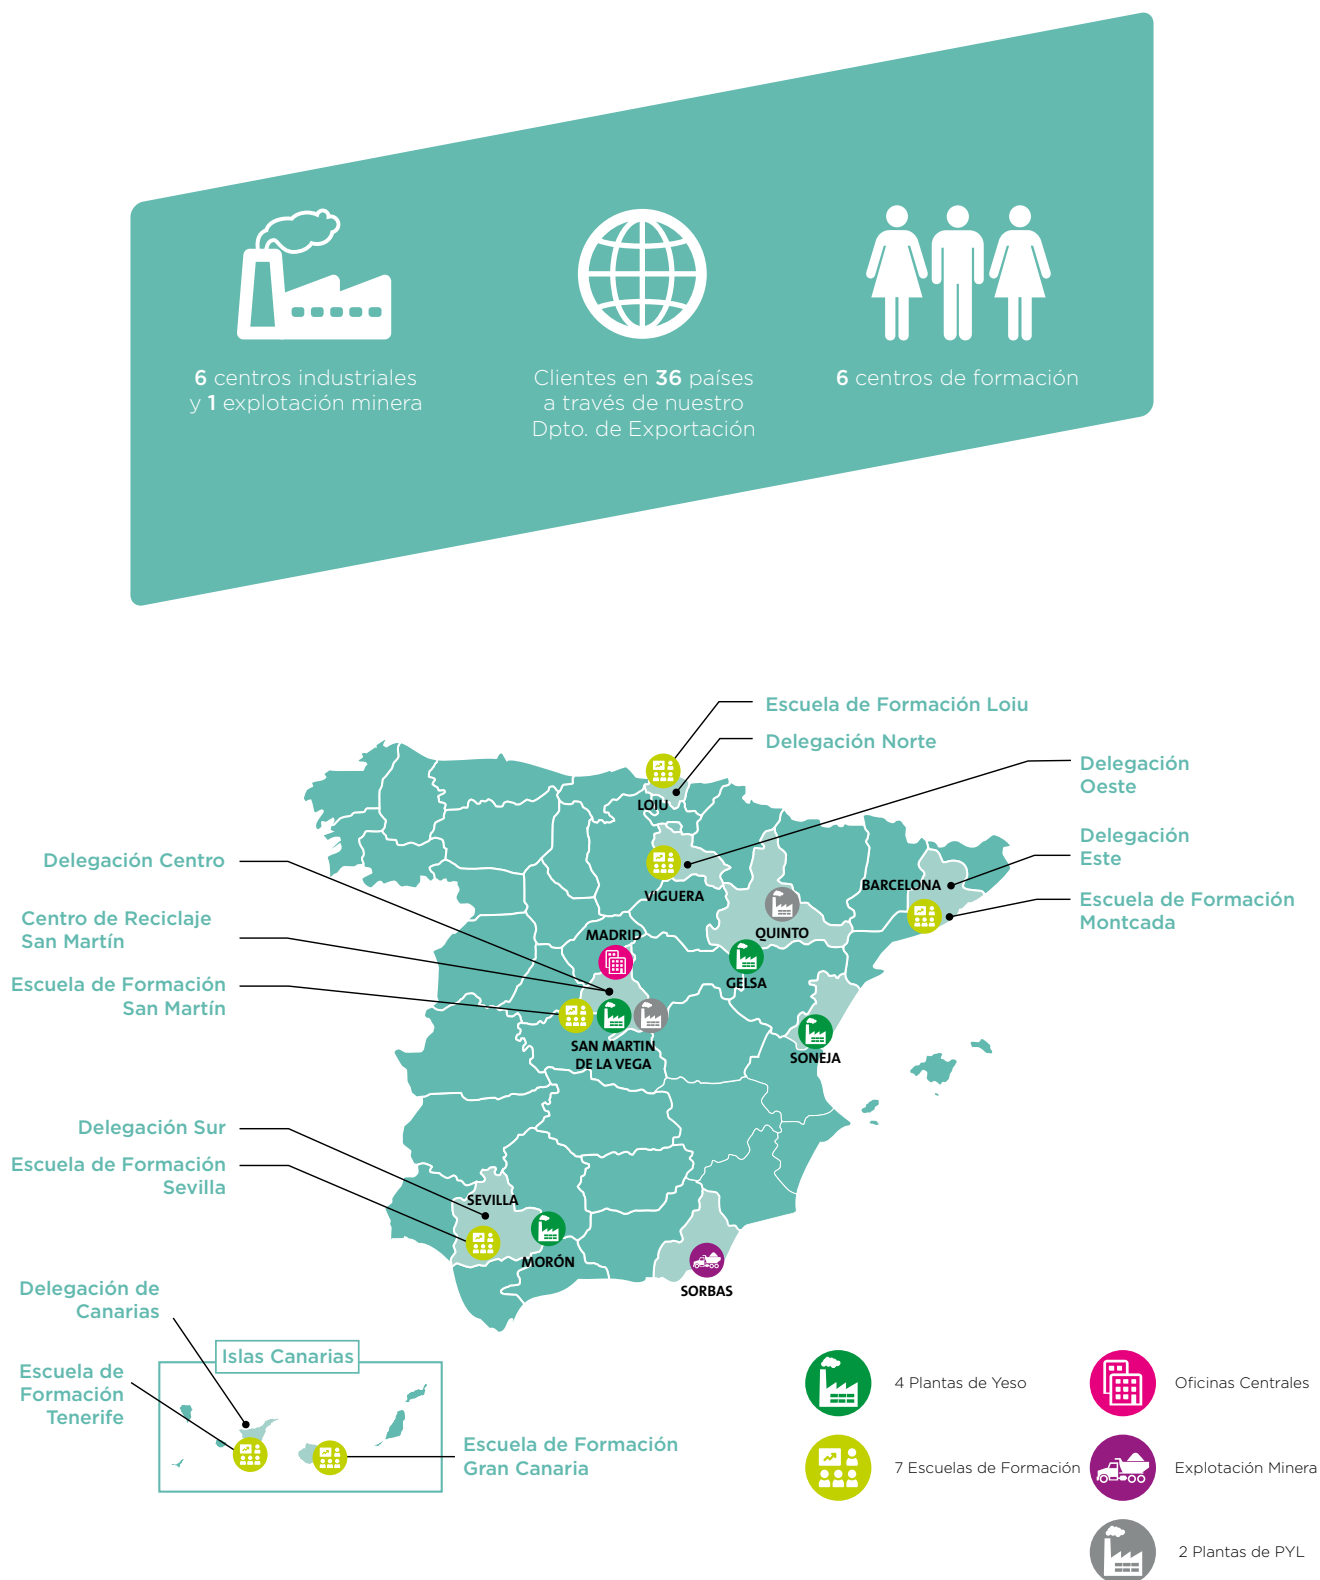 6 centros industriales
y 1 explotación minera
Clientes en 36 países
a través de nuestro
Dpto. de Exportación
6 centros de formación
Escuela de Formación Loiu
Delegación Norte
Delegación
Oeste
Delegación
Este
Escuela de Formación
Montcada
Delegación Centro
Centro de Reciclaje
San Martín
Escuela de Formación
San Martín
Delegación Sur
Escuela de Formación
Sevilla
Delegación de
Canarias
Escuela de
Formación
Tenerife
LOIU
VIGUERA
BARCELONA
QUINTO
MADRID
GELSA
SAN MARTIN
DE LA VEGA
SONEJA
SEVILLA
MORÓN
SORBAS
Islas Canarias
Escuela de Formación
Gran Canaria
4 Plantas de Yeso
Oficinas Centrales
7 Escuelas de Formación
Explotación Minera
2 Plantas de PYL